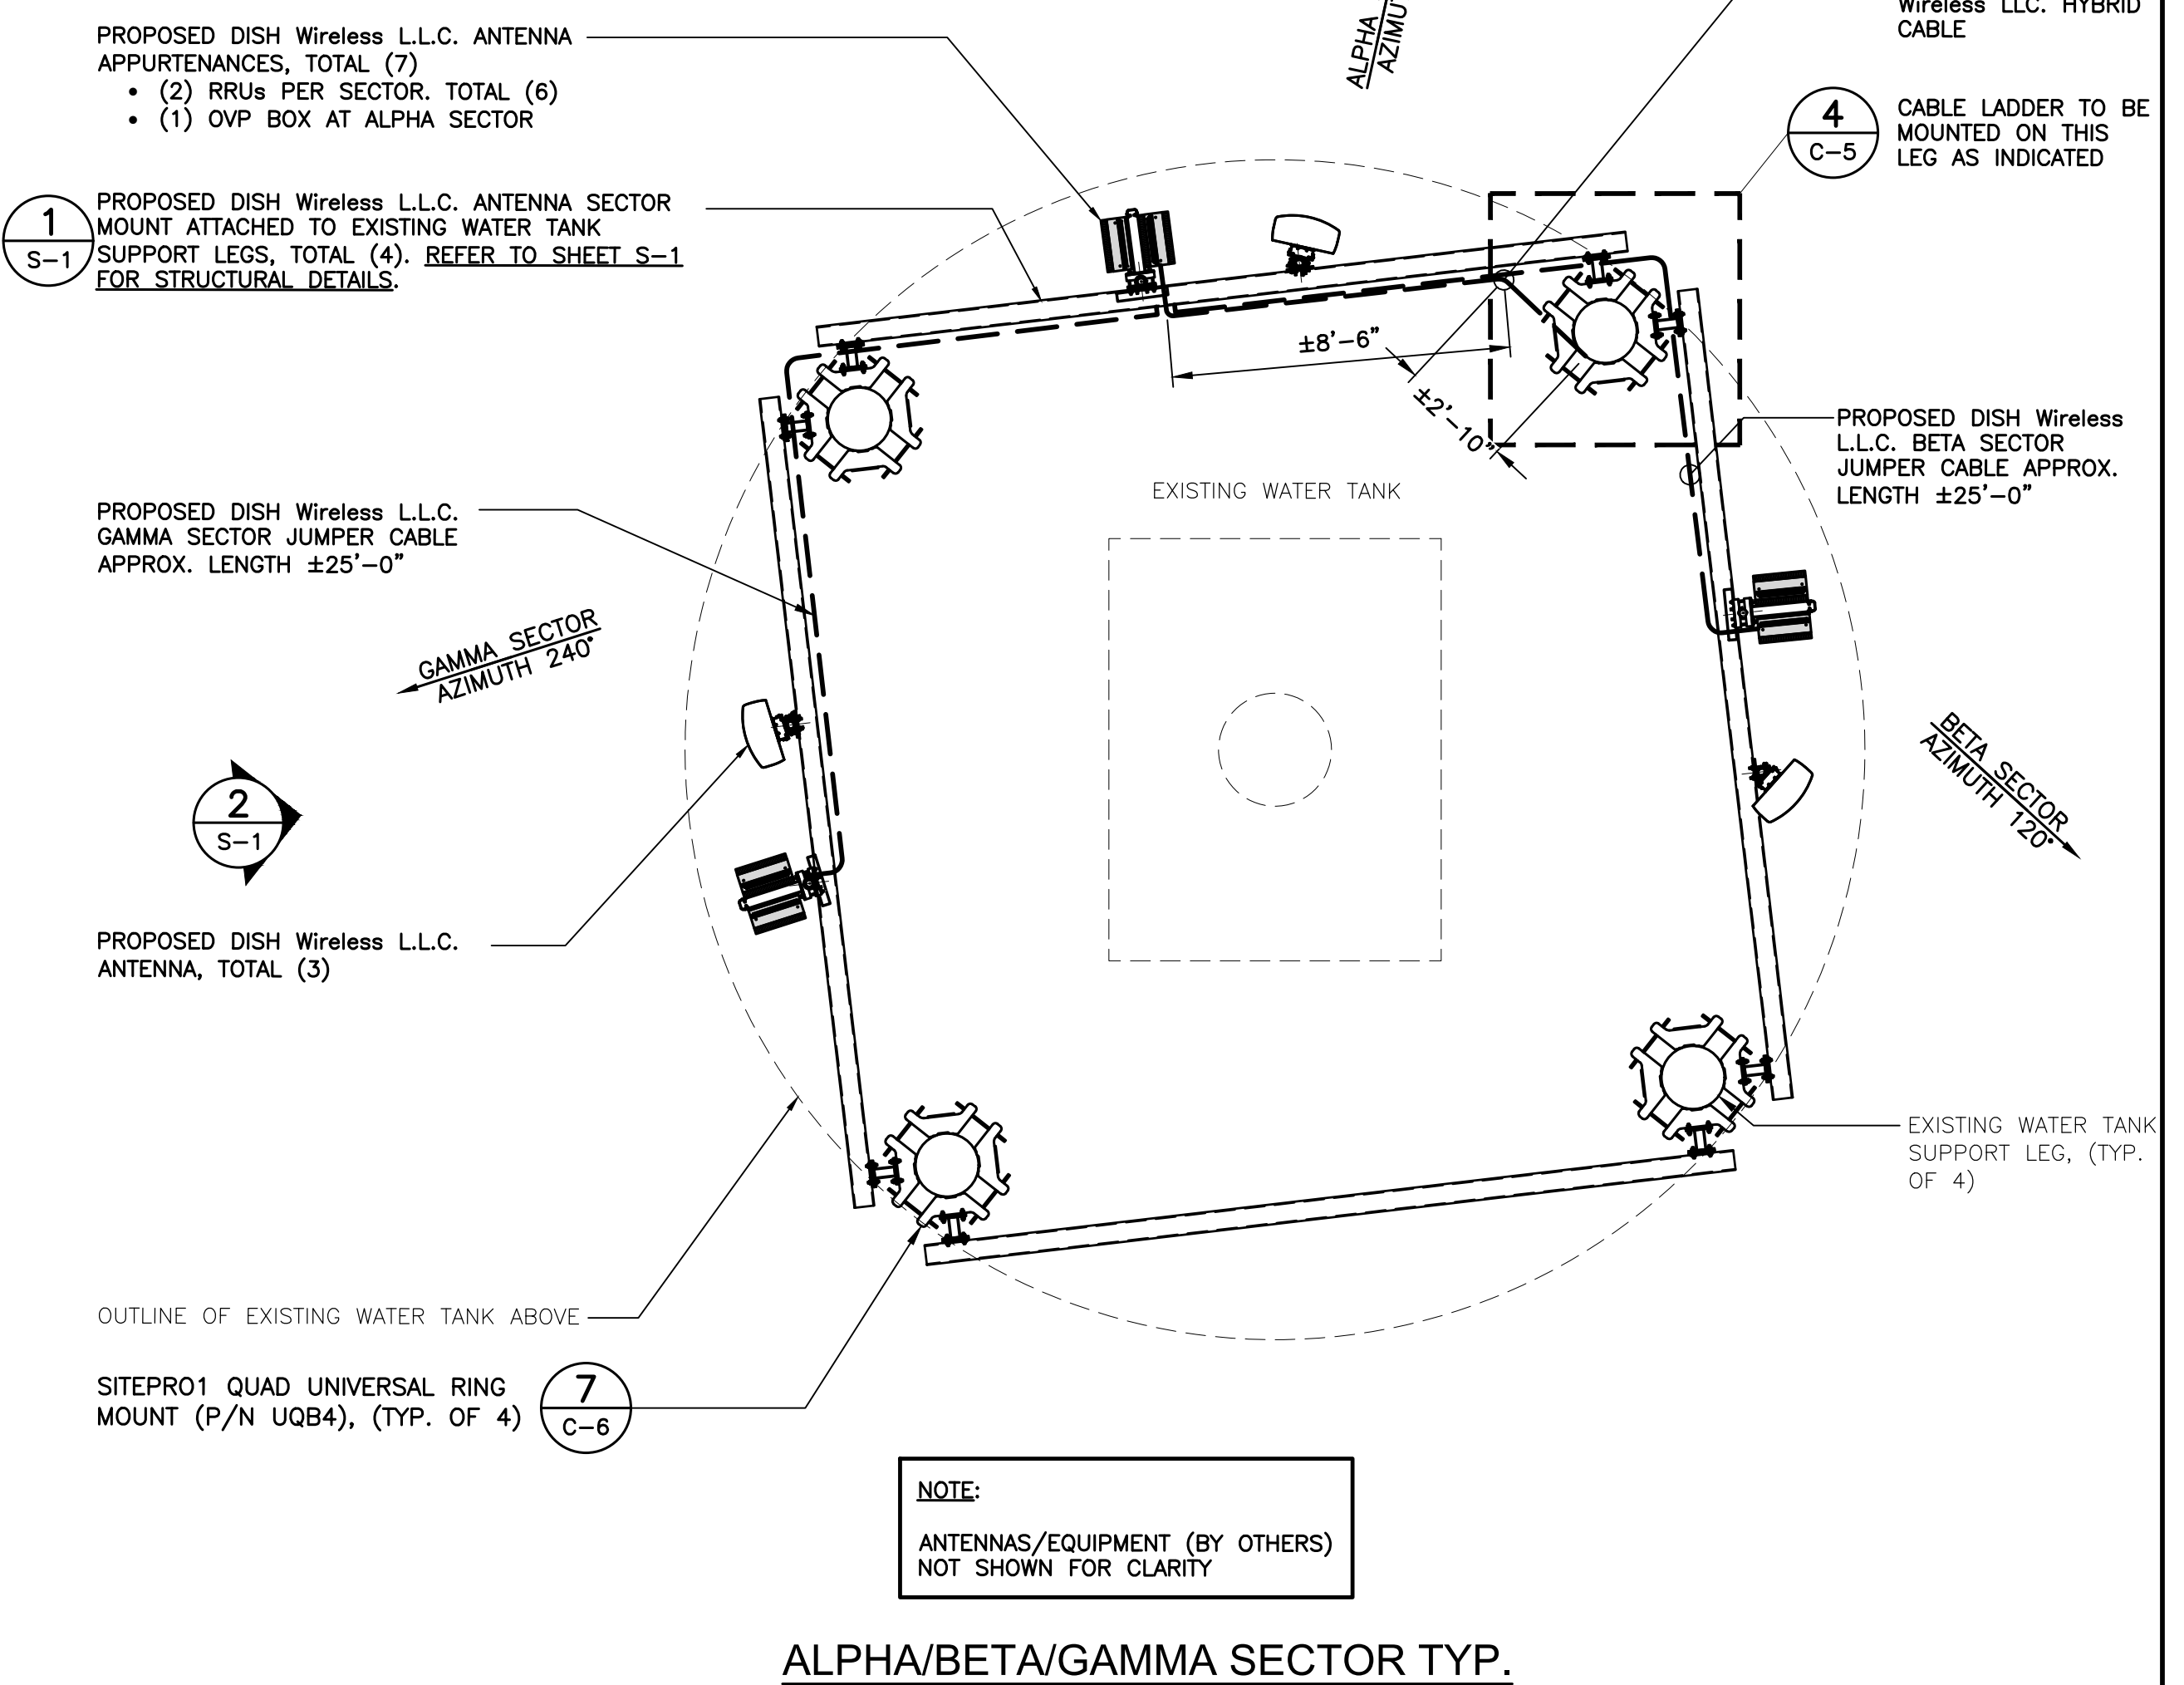 PROPOSED DISH Wireless L.L.C. ANTENNA
APPURTENANCES, TOTAL (7)
• (2) RRUs PER SECTOR. TOTAL (6)
• (1) OVP BOX AT ALPHA SECTOR
1
S-1
PROPOSED DISH Wireless L.L.C. ANTENNA SECTOR
MOUNT ATTACHED TO EXISTING WATER TANK
SUPPORT LEGS, TOTAL (4). REFER TO SHEET S-1
FOR STRUCTURAL DETAILS.
ALPHA
Wireless LLC. HYBRID
CABLE
4
C-5
CABLE LADDER TO BE
MOUNTED ON THIS
LEG AS INDICATED
±8'-6"
±2'-10"
EXISTING WATER TANK
PROPOSED DISH Wireless
L.L.C. BETA SECTOR
JUMPER CABLE APPROX.
LENGTH ±25'-0"
PROPOSED DISH Wireless L.L.C.
GAMMA SECTOR JUMPER CABLE
APPROX. LENGTH ±25'-0"
GAMMA SECTOR
AZIMUTH 240°
BETA SECTOR
AZIMUTH 120°
2
S-1
PROPOSED DISH Wireless L.L.C.
ANTENNA, TOTAL (3)
EXISTING WATER TANK
SUPPORT LEG, (TYP.
OF 4)
OUTLINE OF EXISTING WATER TANK ABOVE
SITEPRO1 QUAD UNIVERSAL RING
MOUNT (P/N UQB4), (TYP. OF 4)
7
C-6
NOTE:
ANTENNAS/EQUIPMENT (BY OTHERS)
NOT SHOWN FOR CLARITY
ALPHA/BETA/GAMMA SECTOR TYP.